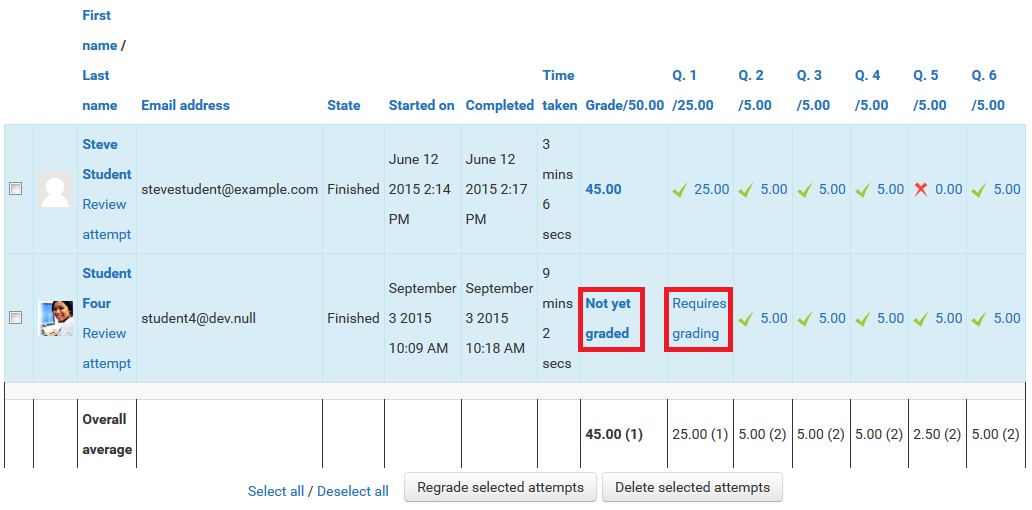 First
name /
Last
name
Email address
State
Started on
Completed
Time
taken
Grade/50.00
Q. 1
/25.00
Q. 2
/5.00
Q. 3
/5.00
Q. 4
/5.00
Q. 5
/5.00
Q. 6
/5.00
Steve
Student
Review
attempt
stevestudent@example.com
Finished
June 12
2015 2:14
PM
June 12
2015 2:17
PM
3
mins
6
secs
45.00
25.00
5.00
5.00
5.00
0.00
5.00
Student
Four
Review
attempt
student4@dev.null
Finished
September
3 2015
10:09 AM
September
3 2015
10:18 AM
9
mins
2
secs
Not yet
graded
Requires
grading
5.00
5.00
5.00
5.00
5.00
Overall
average
45.00 (1)
25.00 (1)
5.00 (2)
5.00 (2)
5.00 (2)
2.50 (2)
5.00 (2)
Select all / Deselect all
Regrade selected attempts
Delete selected attempts